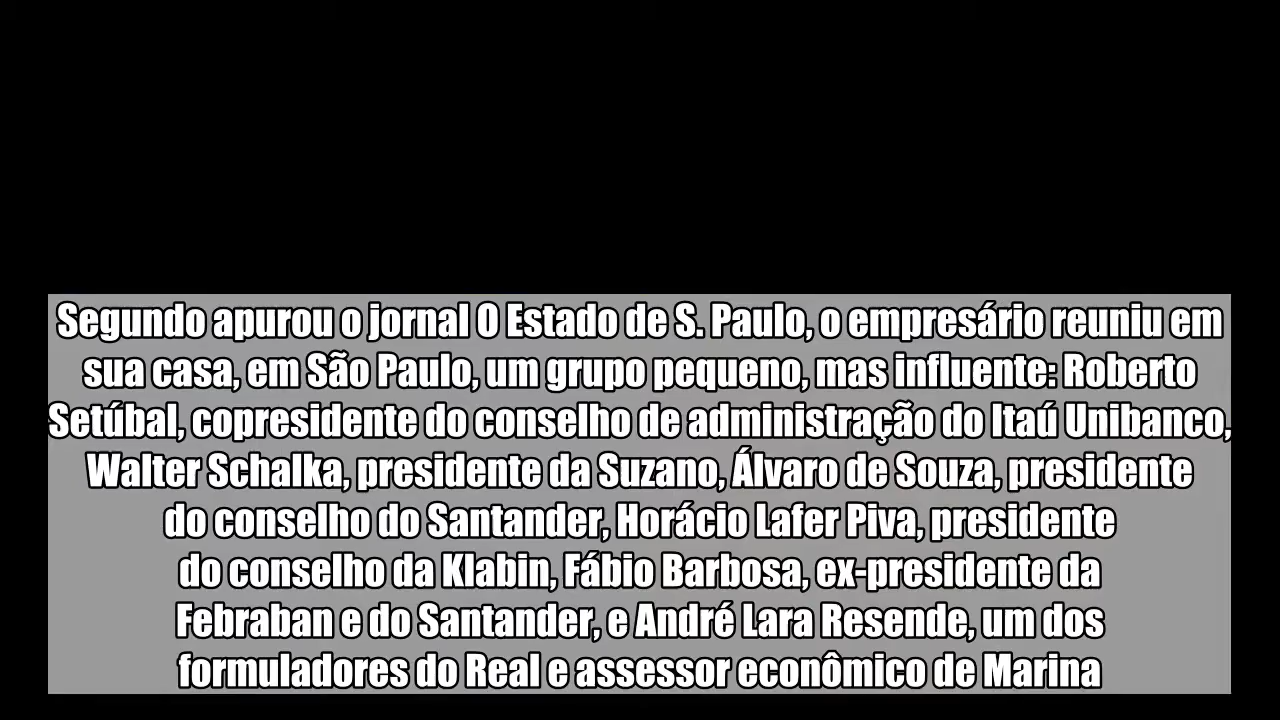 Segundo apurou o jornal O Estado de S. Paulo, o empresário reuniu em
sua casa, em São Paulo, um grupo pequeno, mas influente: Roberto
Setúbal, copresidente do conselho de administração do Itaú Unibanco,
Walter Schalka, presidente da Suzano, Álvaro de Souza, presidente
do conselho do Santander, Horácio Lafer Piva, presidente
do conselho da Klabin, Fábio Barbosa, ex-presidente da
Febraban e do Santander, e André Lara Resende, um dos
formuladores do Real e assessor econômico de Marina